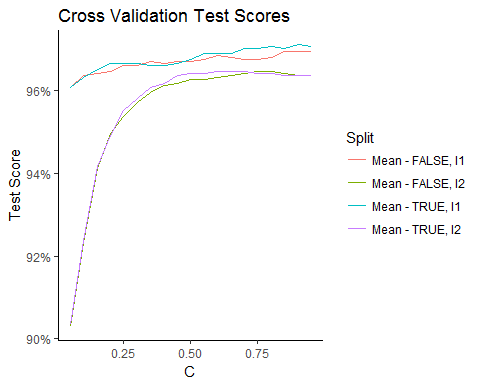 Cross Validation Test Scores
96%
94%
92%
90%
Test Score
0.25
0.50
0.75
C
Split
Mean - FALSE, l1
Mean - FALSE, l2
Mean - TRUE, l1
Mean - TRUE, l2